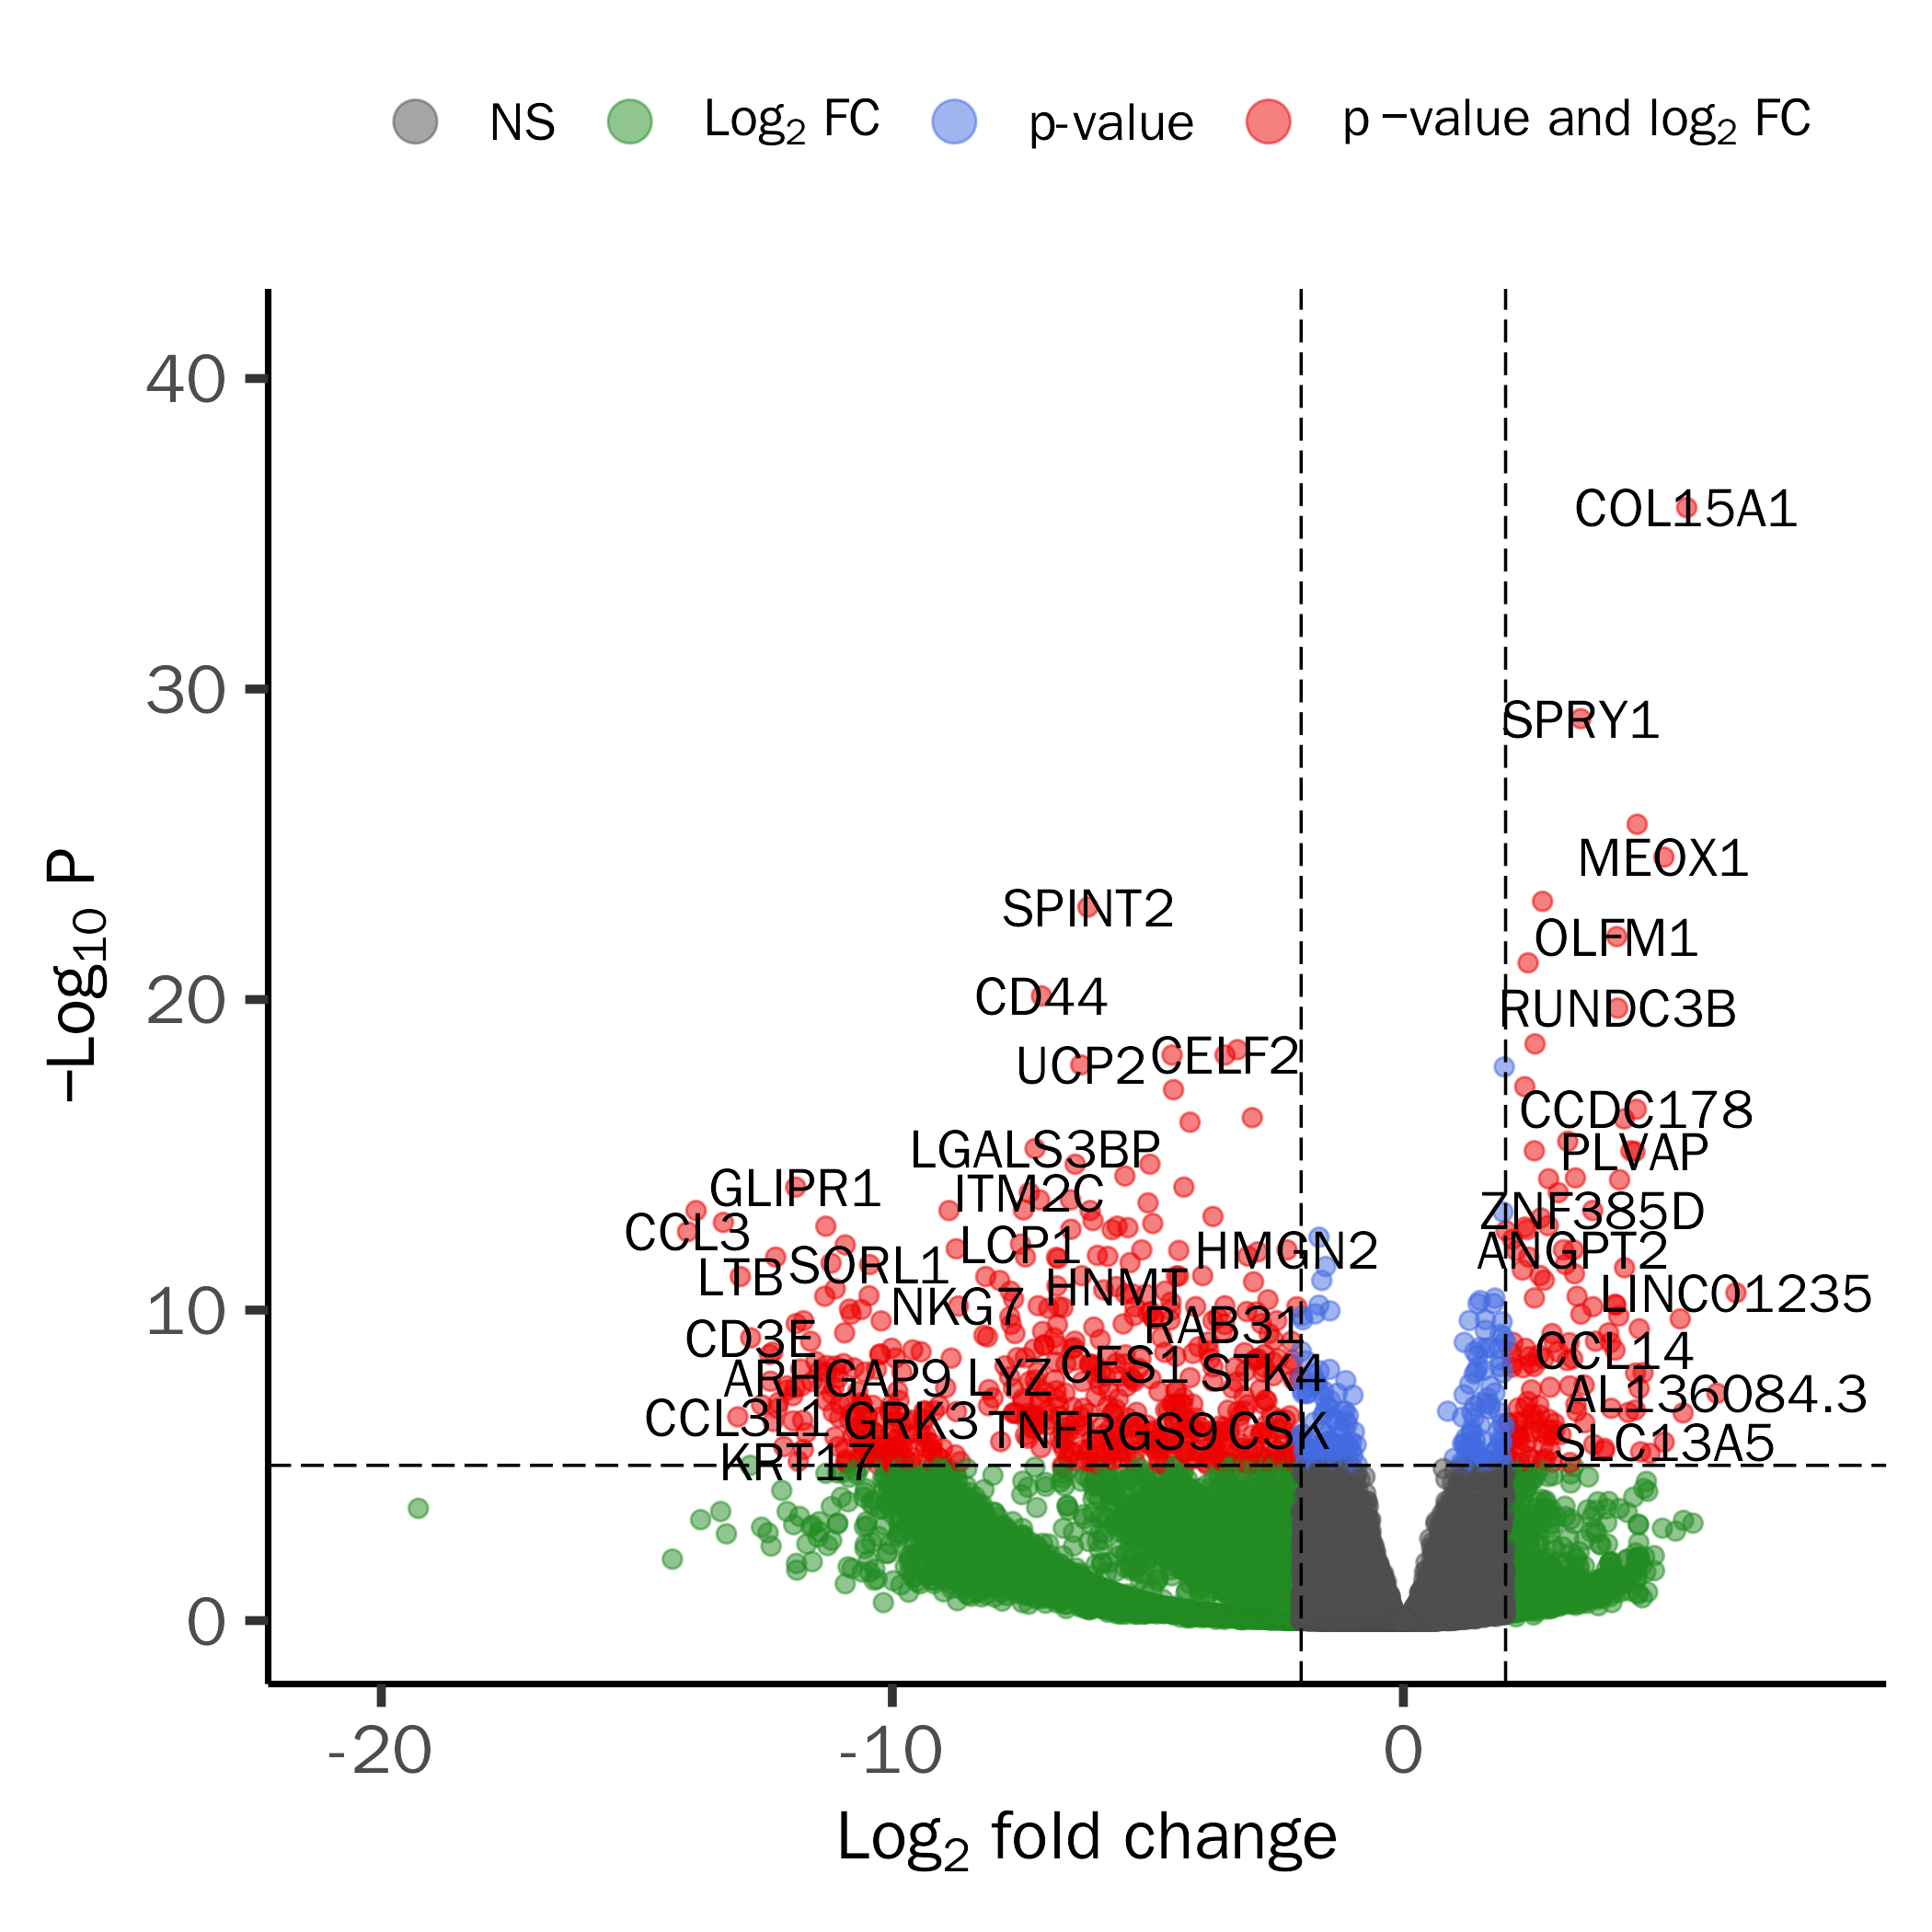 NS Log₂ FC p-value p −value and log₂ FC
40
30
20
10
0
−Log₁₀ P
COL15A1
SPRY1
MEOX1
SPINT2
OLFM1
CD44
RUNDC3B
UCP2 CELF2
CCDC178
LGALS3BP PLVAP
GLIPR1 ITM2C
ZNF385D
CCL3 LCP1 HMGN2 ANGPT2
LTB SORL1 HNMT LINC01235
NKG7 RAB31
CD3E CCL14
ARHGAP9 LYZ CES1 STK4 AL136084.3
CCL3L1 GRK3 TNF RGS9 CSK SLC13A5
KRT17
-20 -10 0
Log₂ fold change